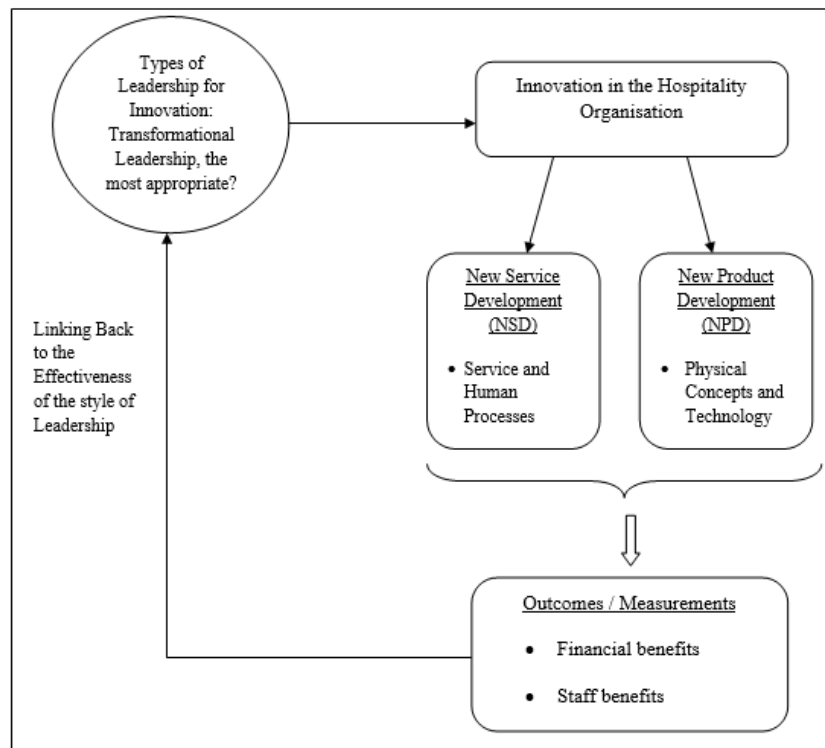 Types of
Leadership for
Innovation:
Transformational
Leadership, the
most appropriate?
Innovation in the Hospitality
Organisation
New Service
Development
(NSD)
• Service and
Human
Processes
New Product
Development
(NPD)
• Physical
Concepts and
Technology
Linking Back
to the
Effectiveness
of the style of
Leadership
Outcomes / Measurements
• Financial benefits
• Staff benefits